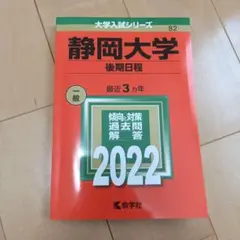 大学入試シリーズ
82
静岡大学
後期日程
一般
最近3ヵ年
傾向と対策
過去問
解答
2022
教学社